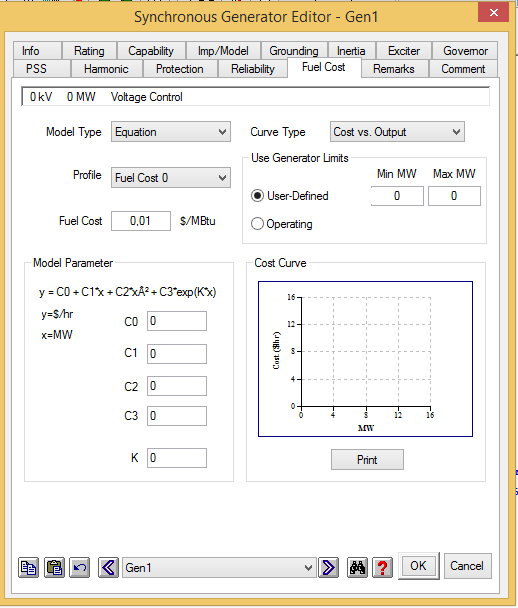 Synchronous Generator Editor - Gen1
Info Rating Capability Imp/Model Grounding Inertia Exciter Governor
PSS Harmonic Protection Reliability Fuel Cost Remarks Comment
0 kV 0 MW Voltage Control
Model Type Equation Curve Type Cost vs. Output
Use Generator Limits
Min MW Max MW
Profile Fuel Cost 0
User-Defined 0 0
Fuel Cost 0,01 $/MBtu
Operating
Model Parameter Cost Curve
y = C0 + C1*x + C2*xÂ² + C3*exp(K*x)
y=$/hr
x=MW
C0 0
C1 0
C2 0
C3 0
K 0
Cost ($/hr)
16
12
8
4
0
0 4 8 12 16
MW
Print
Gen1 OK Cancel